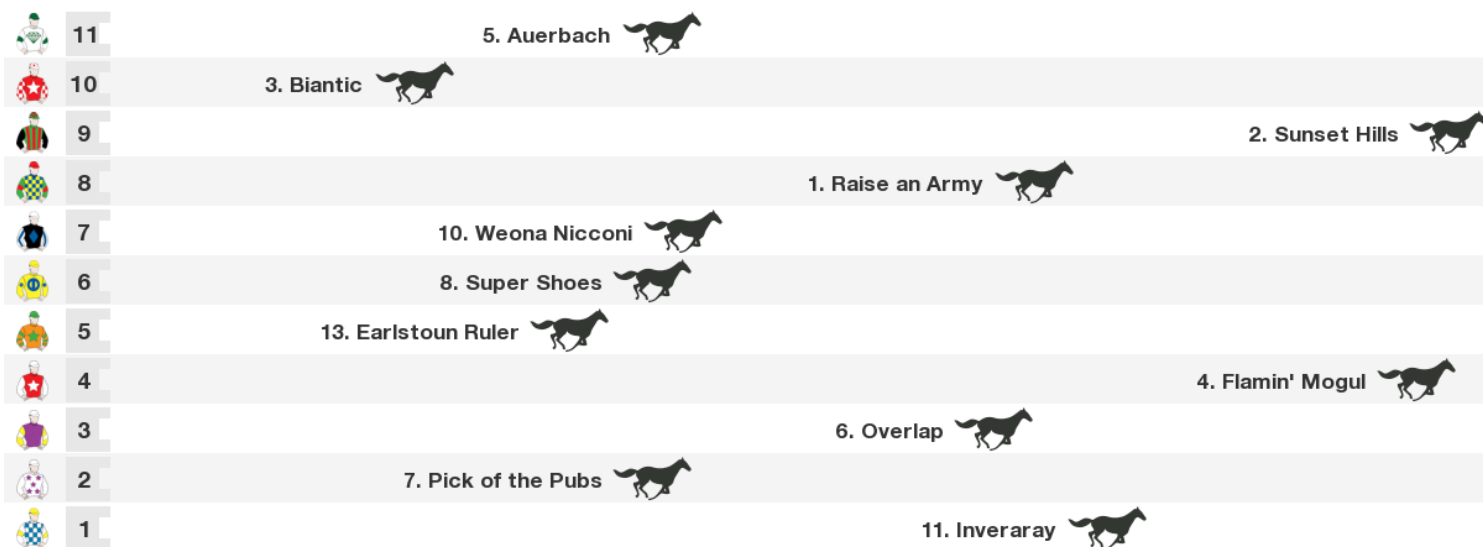 11 5. Auerbach
10 3. Biantic
9 2. Sunset Hills
8 1. Raise an Army
7 10. Weona Nicconi
6 8. Super Shoes
5 13. Earlstoun Ruler
4 4. Flamin' Mogul
3 6. Overlap
2 7. Pick of the Pubs
1 11. Inveraray